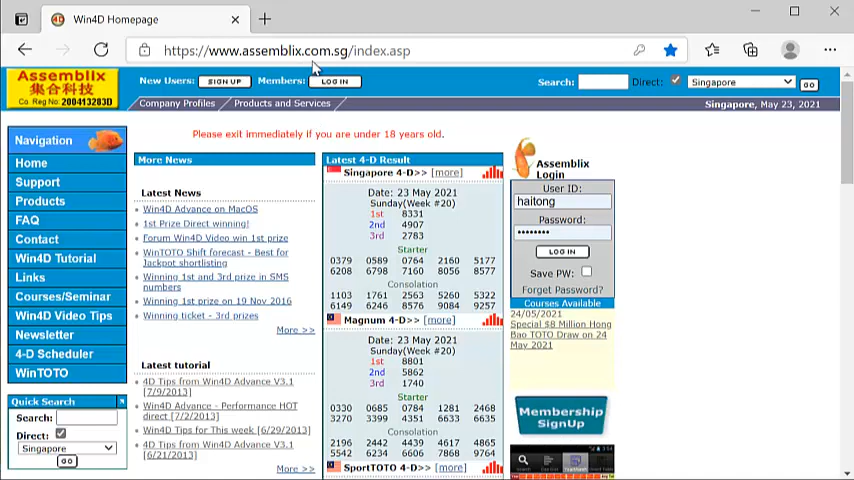 Win4D Homepage
https://www.assemblix.com.sg/index.asp
Assemblix
集合科技
Co Reg No 200413283D
New Users: SIGN UP Members: LOG IN
Search: Direct: Singapore GO
Company Profiles Products and Services
Singapore, May 23, 2021
Navigation
Home
Support
Products
FAQ
Contact
Win4D Tutorial
Links
Courses/Seminar
Win4D Video Tips
Newsletter
4-D Scheduler
WinTOTO
Quick Search
Search:
Direct:
Singapore
GO
Please exit immediately if you are under 18 years old.
More News
Latest News
Win4D Advance on MacOS
1st Prize Direct winning!
Forum Win4D Video win 1st prize
WinTOTO Shift forecast - Best for
Jackpot shortlisting
Winning 1st and 3rd prize in SMS
numbers
Winning 1st prize on 19 Nov 2016
Winning ticket - 3rd prizes
More >>
Latest tutorial
4D Tips from Win4D Advance V3.1
[7/9/2013]
Win4D Advance - Performance HOT
direct [7/2/2013]
Win4D Tips for This week [6/29/2013]
4D Tips from Win4D Advance V3.1
[6/21/2013]
More >>
Latest 4-D Result
Singapore 4-D>> [more]
Date: 23 May 2021
Sunday(Week #20)
1st 8331
2nd 4907
3rd 2783
Starter
0379 0589 0764 2160 5177
6208 6798 7160 8056 8577
Consolation
1103 1761 2563 5260 5322
6149 6246 8576 9084 9257
Magnum 4-D>> [more]
Date: 23 May 2021
Sunday(Week #20)
1st 8801
2nd 5862
3rd 1740
Starter
0330 0685 0784 1281 2468
3270 3399 4351 6633 6635
Consolation
2196 2442 4439 4617 4865
5542 6234 6606 7868 9764
SportTOTO 4-D>> [more]
Assemblix
Login
User ID:
haitong
Password:
••••••••
LOG IN
Save PW:
Forget Password?
Courses Available
24/05/2021
Special $8 Million Hong
Bao TOTO Draw on 24
May 2021
Membership
SignUp